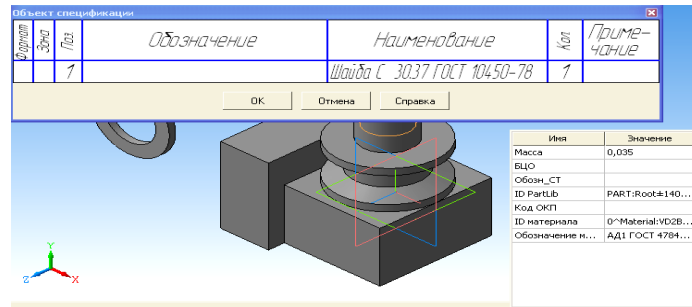 Объект спецификации
Формат Зона Поз. Обозначение Наименование Кол. Приме-
чание
1 Шайба С 30.37 ГОСТ 10450-78 1
ОК Отмена Справка
Имя Значение
Масса 0,035
БЦО
Обозн_СТ
ID PartLib PART:Root±140...
Код ОКП
ID материала 0^Material:VD2B...
Обозначение м... АД1 ГОСТ 4784...
Y
Z X